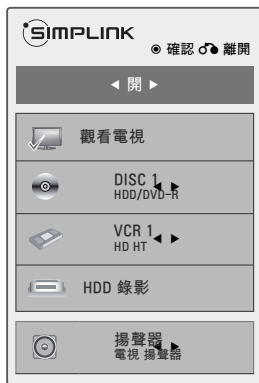 SIMPLINK
◉ 確認 離開
◀ 開 ▶
觀看電視
DISC 1 ◀ ▶
HDD/DVD-R
VCR 1 ◀ ▶
HD HT
HDD 錄影
揚聲器 ◀ ▶
電視 揚聲器